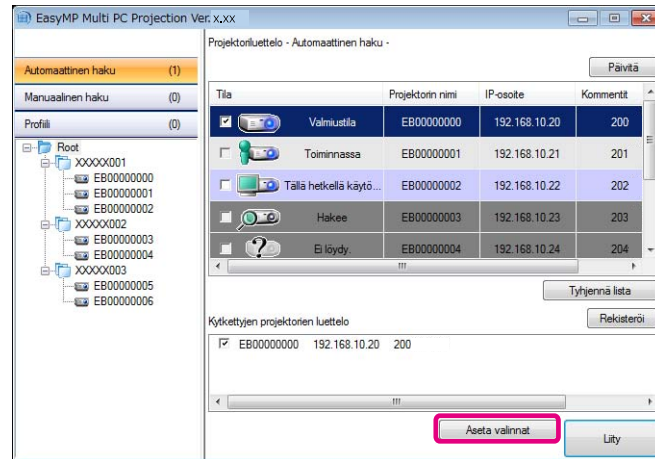 EasyMP Multi PC Projection Ver. x.xx
Projektoriluettelo - Automaattinen haku -
Päivitä
Automaattinen haku (1)
Manuaalinen haku (0)
Profiili (0)
Root
XXXXX001
EB00000000
EB00000001
EB00000002
XXXXX002
EB00000003
EB00000004
XXXXX003
EB00000005
EB00000006
Tila Projektorin nimi IP-osoite Kommentit
Valmiustila EB00000000 192.168.10.20 200
Toiminnassa EB00000001 192.168.10.21 201
Tällä hetkellä käytö... EB00000002 192.168.10.22 202
Hakee EB00000003 192.168.10.23 203
Ei löydy. EB00000004 192.168.10.24 204
Tyhjennä lista
Kytkettyjen projektorien luettelo
Rekisteröi
EB00000000 192.168.10.20 200
Aseta valinnat
Liity